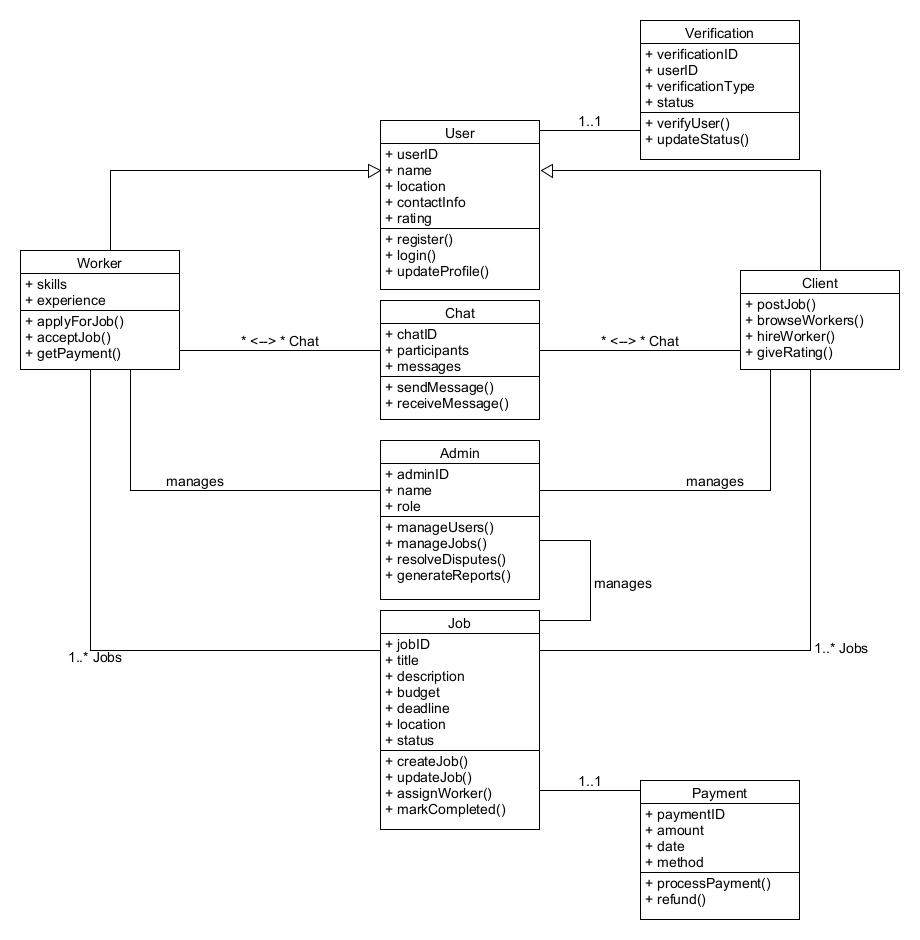 Verification
+ verificationID
+ userID
+ verificationType
+ status
+ verifyUser()
+ updateStatus()
1..1
User
+ userID
+ name
+ location
+ contactInfo
+ rating
+ register()
+ login()
+ updateProfile()
Worker
+ skills
+ experience
+ applyForJob()
+ acceptJob()
+ getPayment()
Client
+ postJob()
+ browseWorkers()
+ hireWorker()
+ giveRating()
* <--> * Chat
Chat
+ chatID
+ participants
+ messages
+ sendMessage()
+ receiveMessage()
* <--> * Chat
manages
Admin
+ adminID
+ name
+ role
+ manageUsers()
+ manageJobs()
+ resolveDisputes()
+ generateReports()
manages
manages
1..* Jobs
Job
+ jobID
+ title
+ description
+ budget
+ deadline
+ location
+ status
+ createJob()
+ updateJob()
+ assignWorker()
+ markCompleted()
1..* Jobs
1..1
Payment
+ paymentID
+ amount
+ date
+ method
+ processPayment()
+ refund()